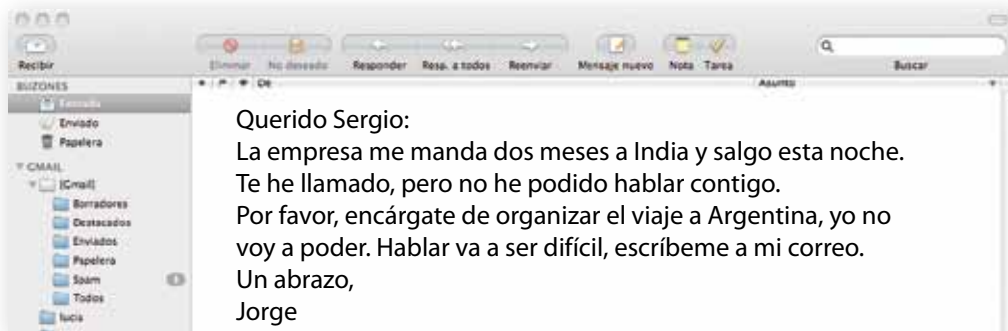 Recibir Eliminar No deseado Responder Resp. a todos Reenviar Mensaje nuevo Nota Tarea Buscar
BUZONES
De Asunto
Entrada
Enviado
Papelera
GMAIL
[Gmail]
Borradores
Destacados
Enviados
Papelera
Spam
Todos
lucia
Querido Sergio:
La empresa me manda dos meses a India y salgo esta noche.
Te he llamado, pero no he podido hablar contigo.
Por favor, encárgate de organizar el viaje a Argentina, yo no
voy a poder. Hablar va a ser difícil, escríbeme a mi correo.
Un abrazo,
Jorge